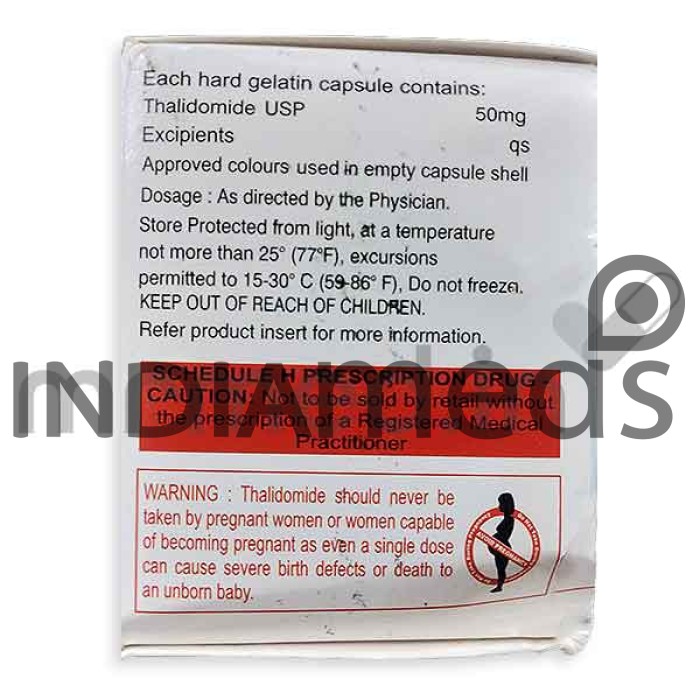 Each hard gelatin capsule contains:
Thalidomide USP 50mg
Excipients qs
Approved colours used in empty capsule shell
Dosage : As directed by the Physician.
Store Protected from light, at a temperature
not more than 25° (77°F), excursions
permitted to 15-30° C (59-86° F), Do not freeze.
KEEP OUT OF REACH OF CHILDREN.
Refer product insert for more information.
INDIAmeds
SCHEDULE H PRESCRIPTION DRUG
CAUTION: Not to be sold by retail without
the prescription of a Registered Medical
Practitioner
WARNING : Thalidomide should never be
taken by pregnant women or women capable
of becoming pregnant as even a single dose
can cause severe birth defects or death to
an unborn baby.
AVOID PREGNANCY